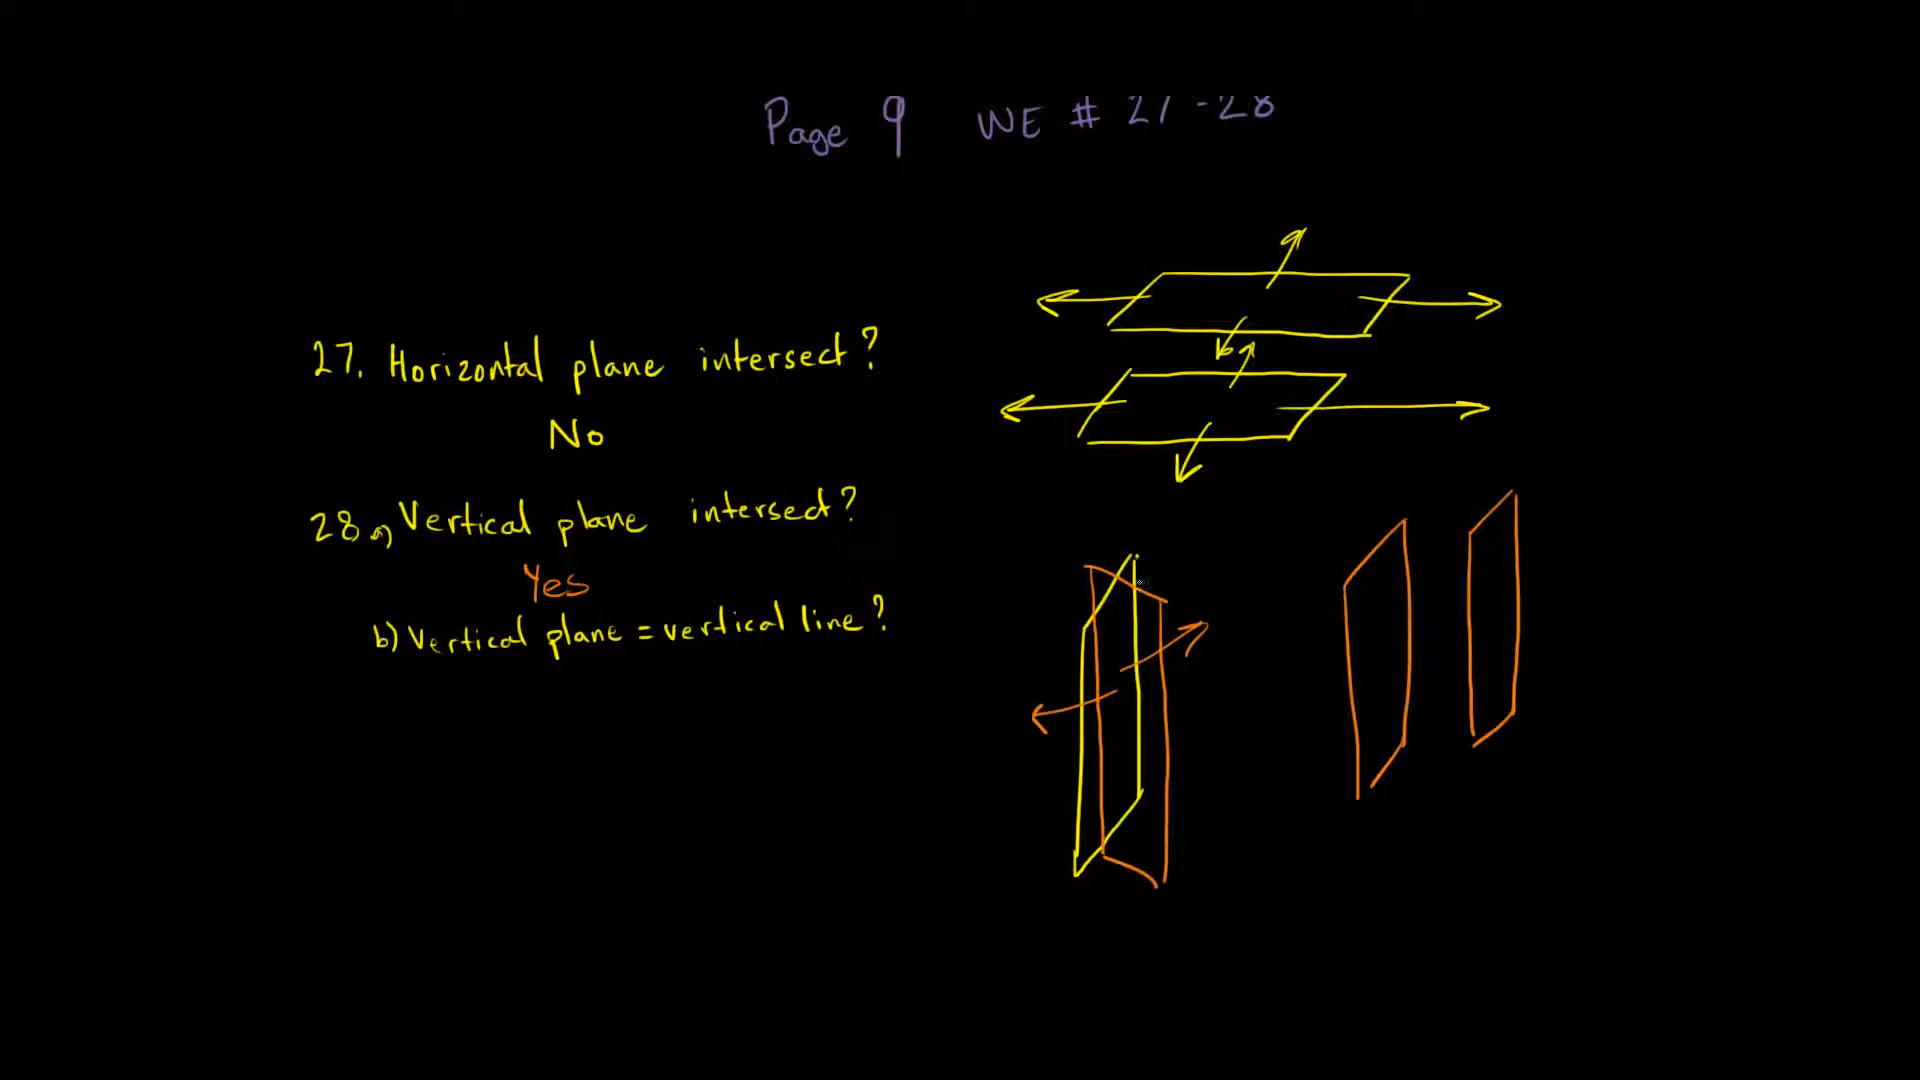 Page 9 WE # 27-28
27. Horizontal plane intersect?
No
28 a) Vertical plane intersect?
Yes
b) Vertical plane = vertical line?